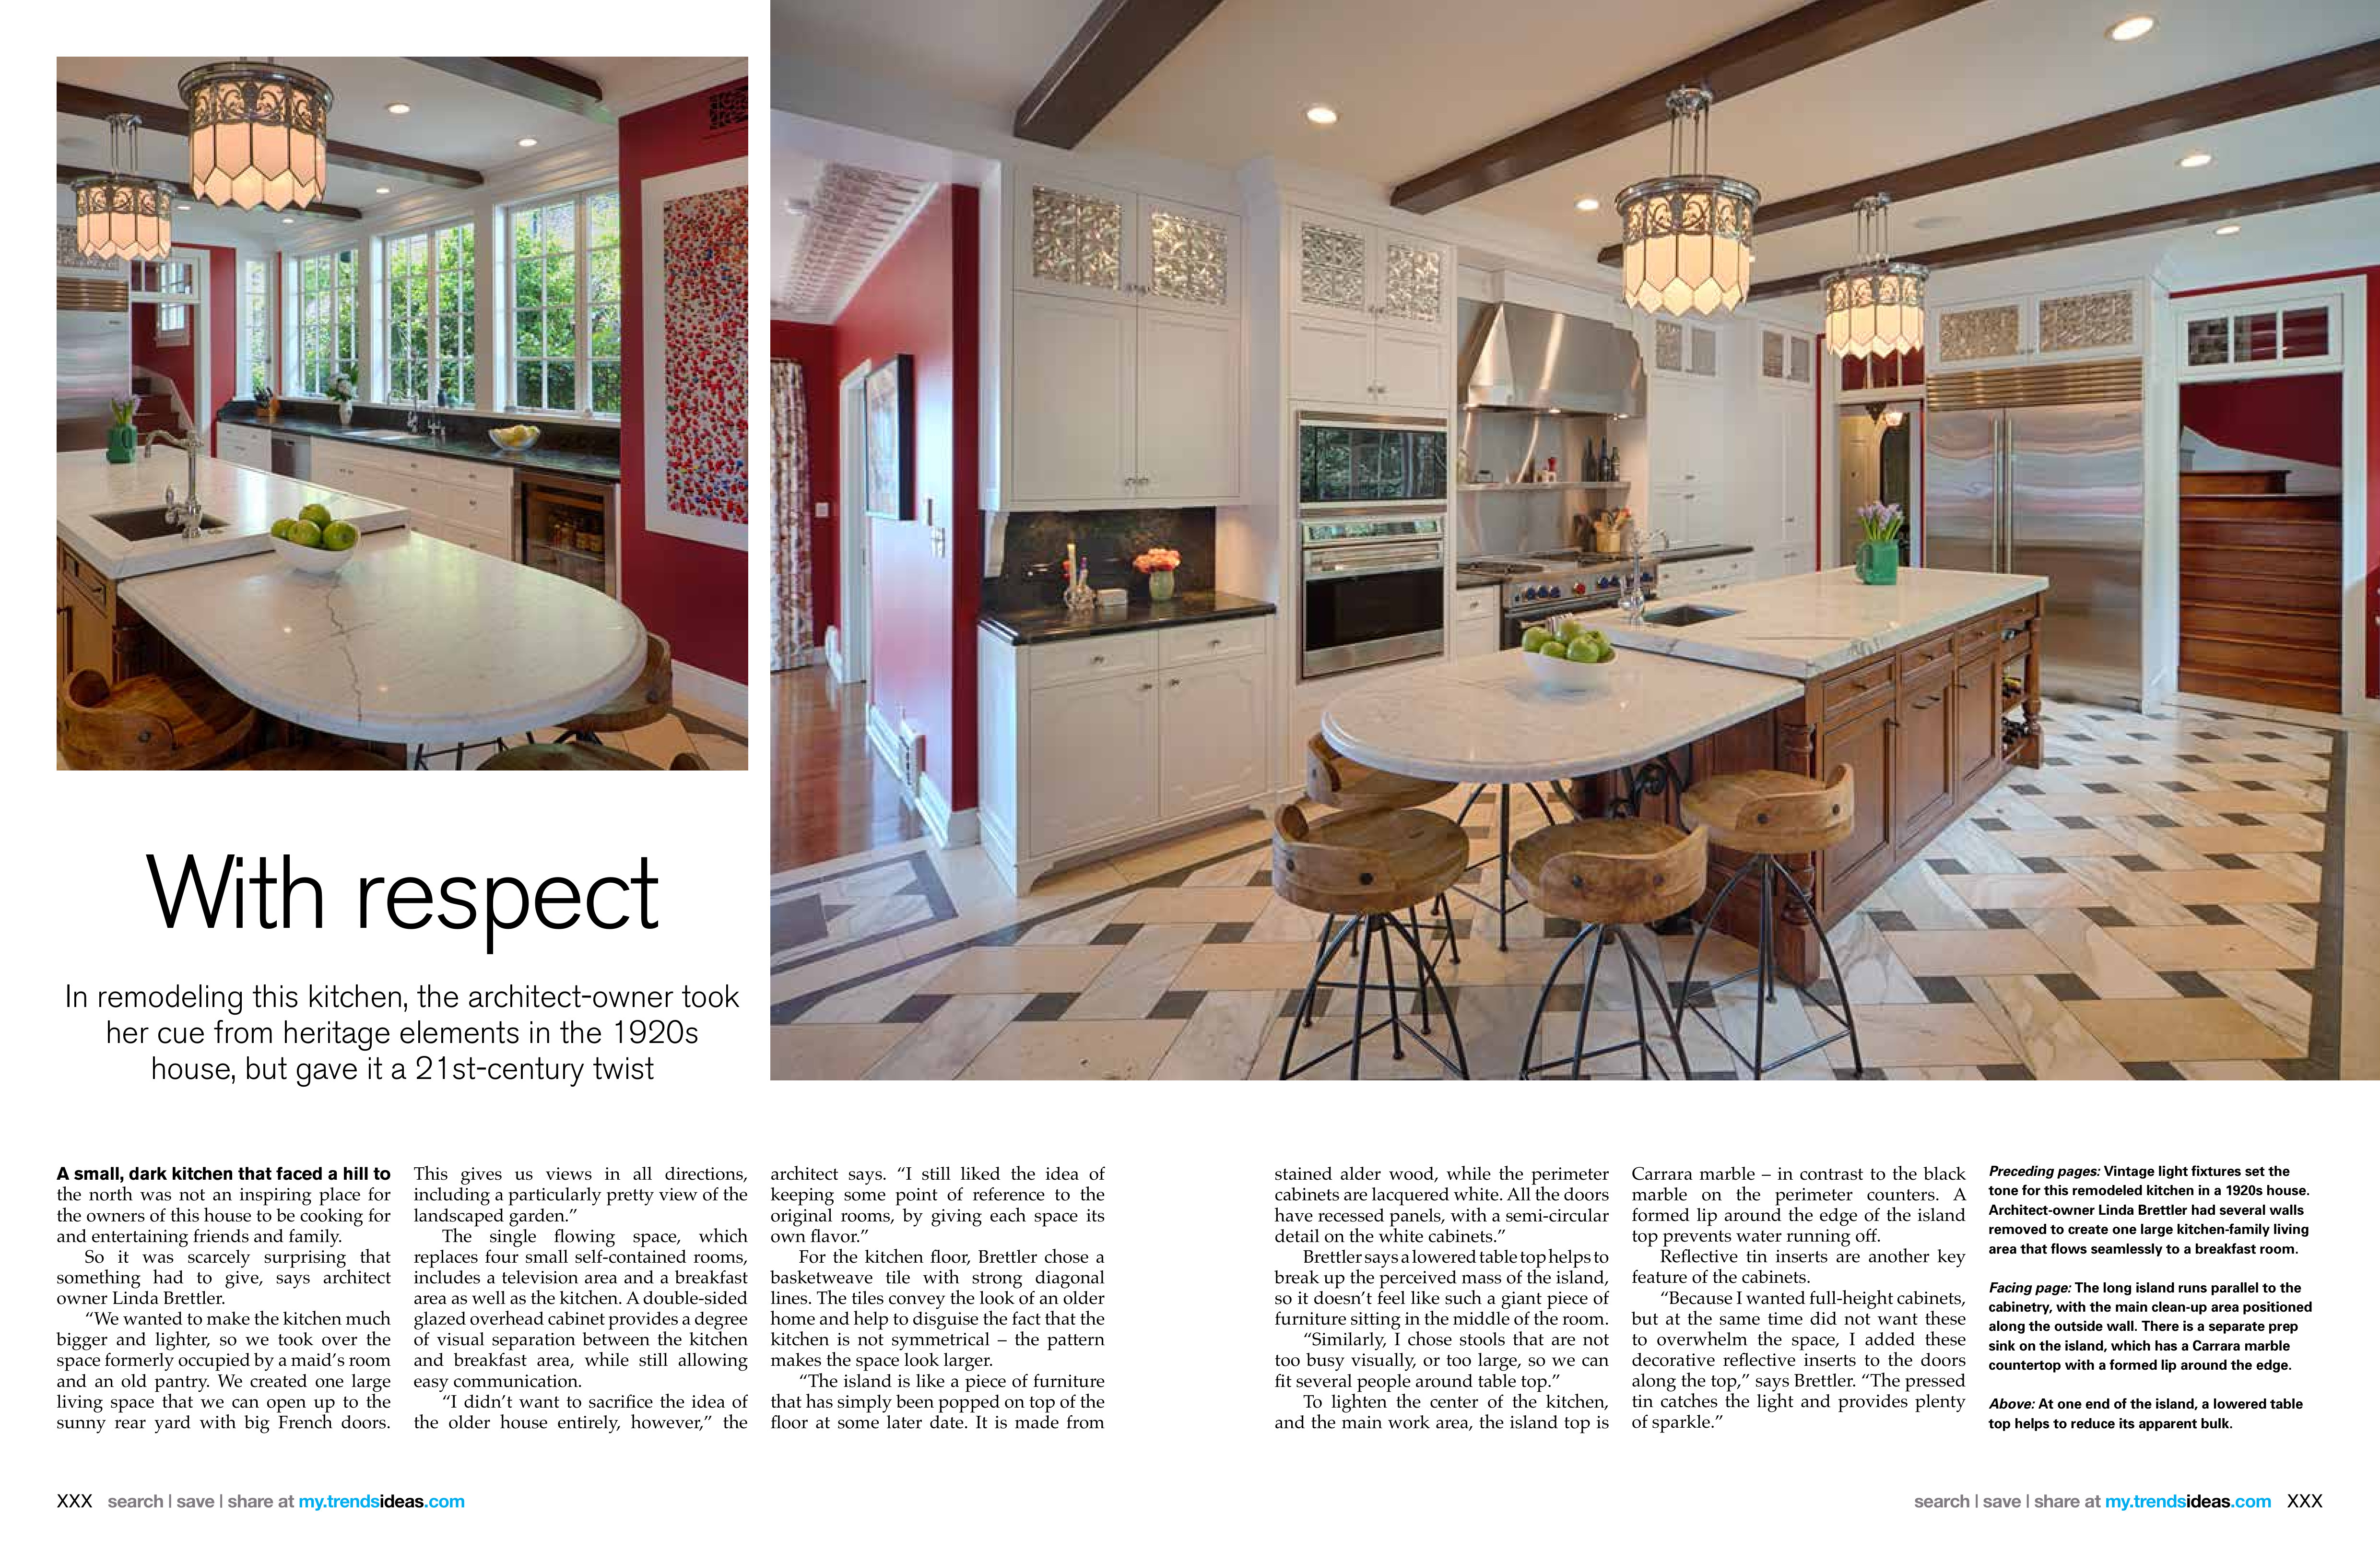 With respect
In remodeling this kitchen, the architect-owner took
her cue from heritage elements in the 1920s
house, but gave it a 21st-century twist
A small, dark kitchen that faced a hill to
the north was not an inspiring place for
the owners of this house to be cooking for
and entertaining friends and family.
So it was scarcely surprising that
something had to give, says architect
owner Linda Brettler.
“We wanted to make the kitchen much
bigger and lighter, so we took over the
space formerly occupied by a maid’s room
and an old pantry. We created one large
living space that we can open up to the
sunny rear yard with big French doors.
This gives us views in all directions,
including a particularly pretty view of the
landscaped garden.”
The single flowing space, which
replaces four small self-contained rooms,
includes a television area and a breakfast
area as well as the kitchen. A double-sided
glazed overhead cabinet provides a degree
of visual separation between the kitchen
and breakfast area, while still allowing
easy communication.
“I didn’t want to sacrifice the idea of
the older house entirely, however,” the
architect says. “I still liked the idea of
keeping some point of reference to the
original rooms, by giving each space its
own flavor.”
For the kitchen floor, Brettler chose a
basketweave tile with strong diagonal
lines. The tiles convey the look of an older
home and help to disguise the fact that the
kitchen is not symmetrical – the pattern
makes the space look larger.
“The island is like a piece of furniture
that has simply been popped on top of the
floor at some later date. It is made from
stained alder wood, while the perimeter
cabinets are lacquered white. All the doors
have recessed panels, with a semi-circular
detail on the white cabinets.”
Brettler says a lowered table top helps to
break up the perceived mass of the island,
so it doesn’t feel like such a giant piece of
furniture sitting in the middle of the room.
“Similarly, I chose stools that are not
too busy visually, or too large, so we can
fit several people around table top.”
To lighten the center of the kitchen,
and the main work area, the island top is
Carrara marble – in contrast to the black
marble on the perimeter counters. A
formed lip around the edge of the island
top prevents water running off.
Reflective tin inserts are another key
feature of the cabinets.
“Because I wanted full-height cabinets,
but at the same time did not want these
to overwhelm the space, I added these
decorative reflective inserts to the doors
along the top,” says Brettler. “The pressed
tin catches the light and provides plenty
of sparkle.”
Preceding pages: Vintage light fixtures set the
tone for this remodeled kitchen in a 1920s house.
Architect-owner Linda Brettler had several walls
removed to create one large kitchen-family living
area that flows seamlessly to a breakfast room.
Facing page: The long island runs parallel to the
cabinetry, with the main clean-up area positioned
along the outside wall. There is a separate prep
sink on the island, which has a Carrara marble
countertop with a formed lip around the edge.
Above: At one end of the island, a lowered table
top helps to reduce its apparent bulk.
XXX search | save | share at my.trendsideas.com
search | save | share at my.trendsideas.com XXX